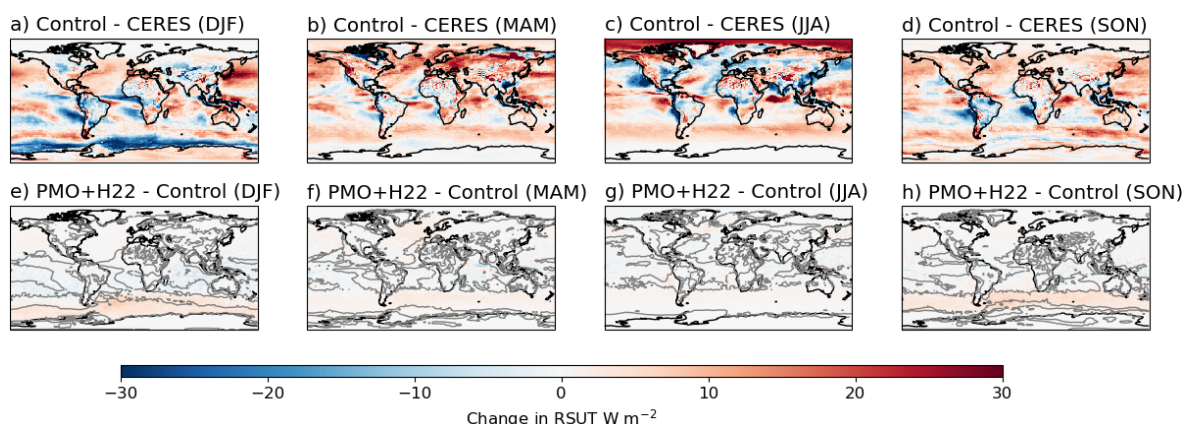 a) Control - CERES (DJF)
b) Control - CERES (MAM)
c) Control - CERES (JJA)
d) Control - CERES (SON)
e) PMO+H22 - Control (DJF)
f) PMO+H22 - Control (MAM)
g) PMO+H22 - Control (JJA)
h) PMO+H22 - Control (SON)
−30 −20 −10 0 10 20 30
Change in RSUT W m⁻²